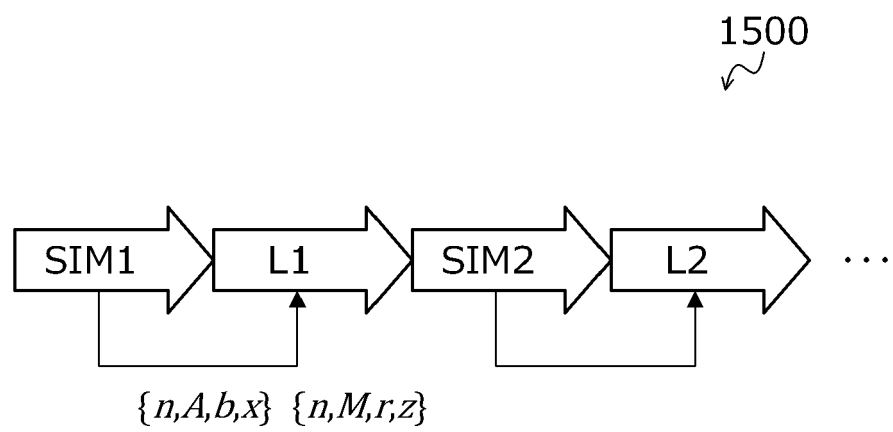 1500
SIM1 L1 SIM2 L2 ...
{n,A,b,x} {n,M,r,z}